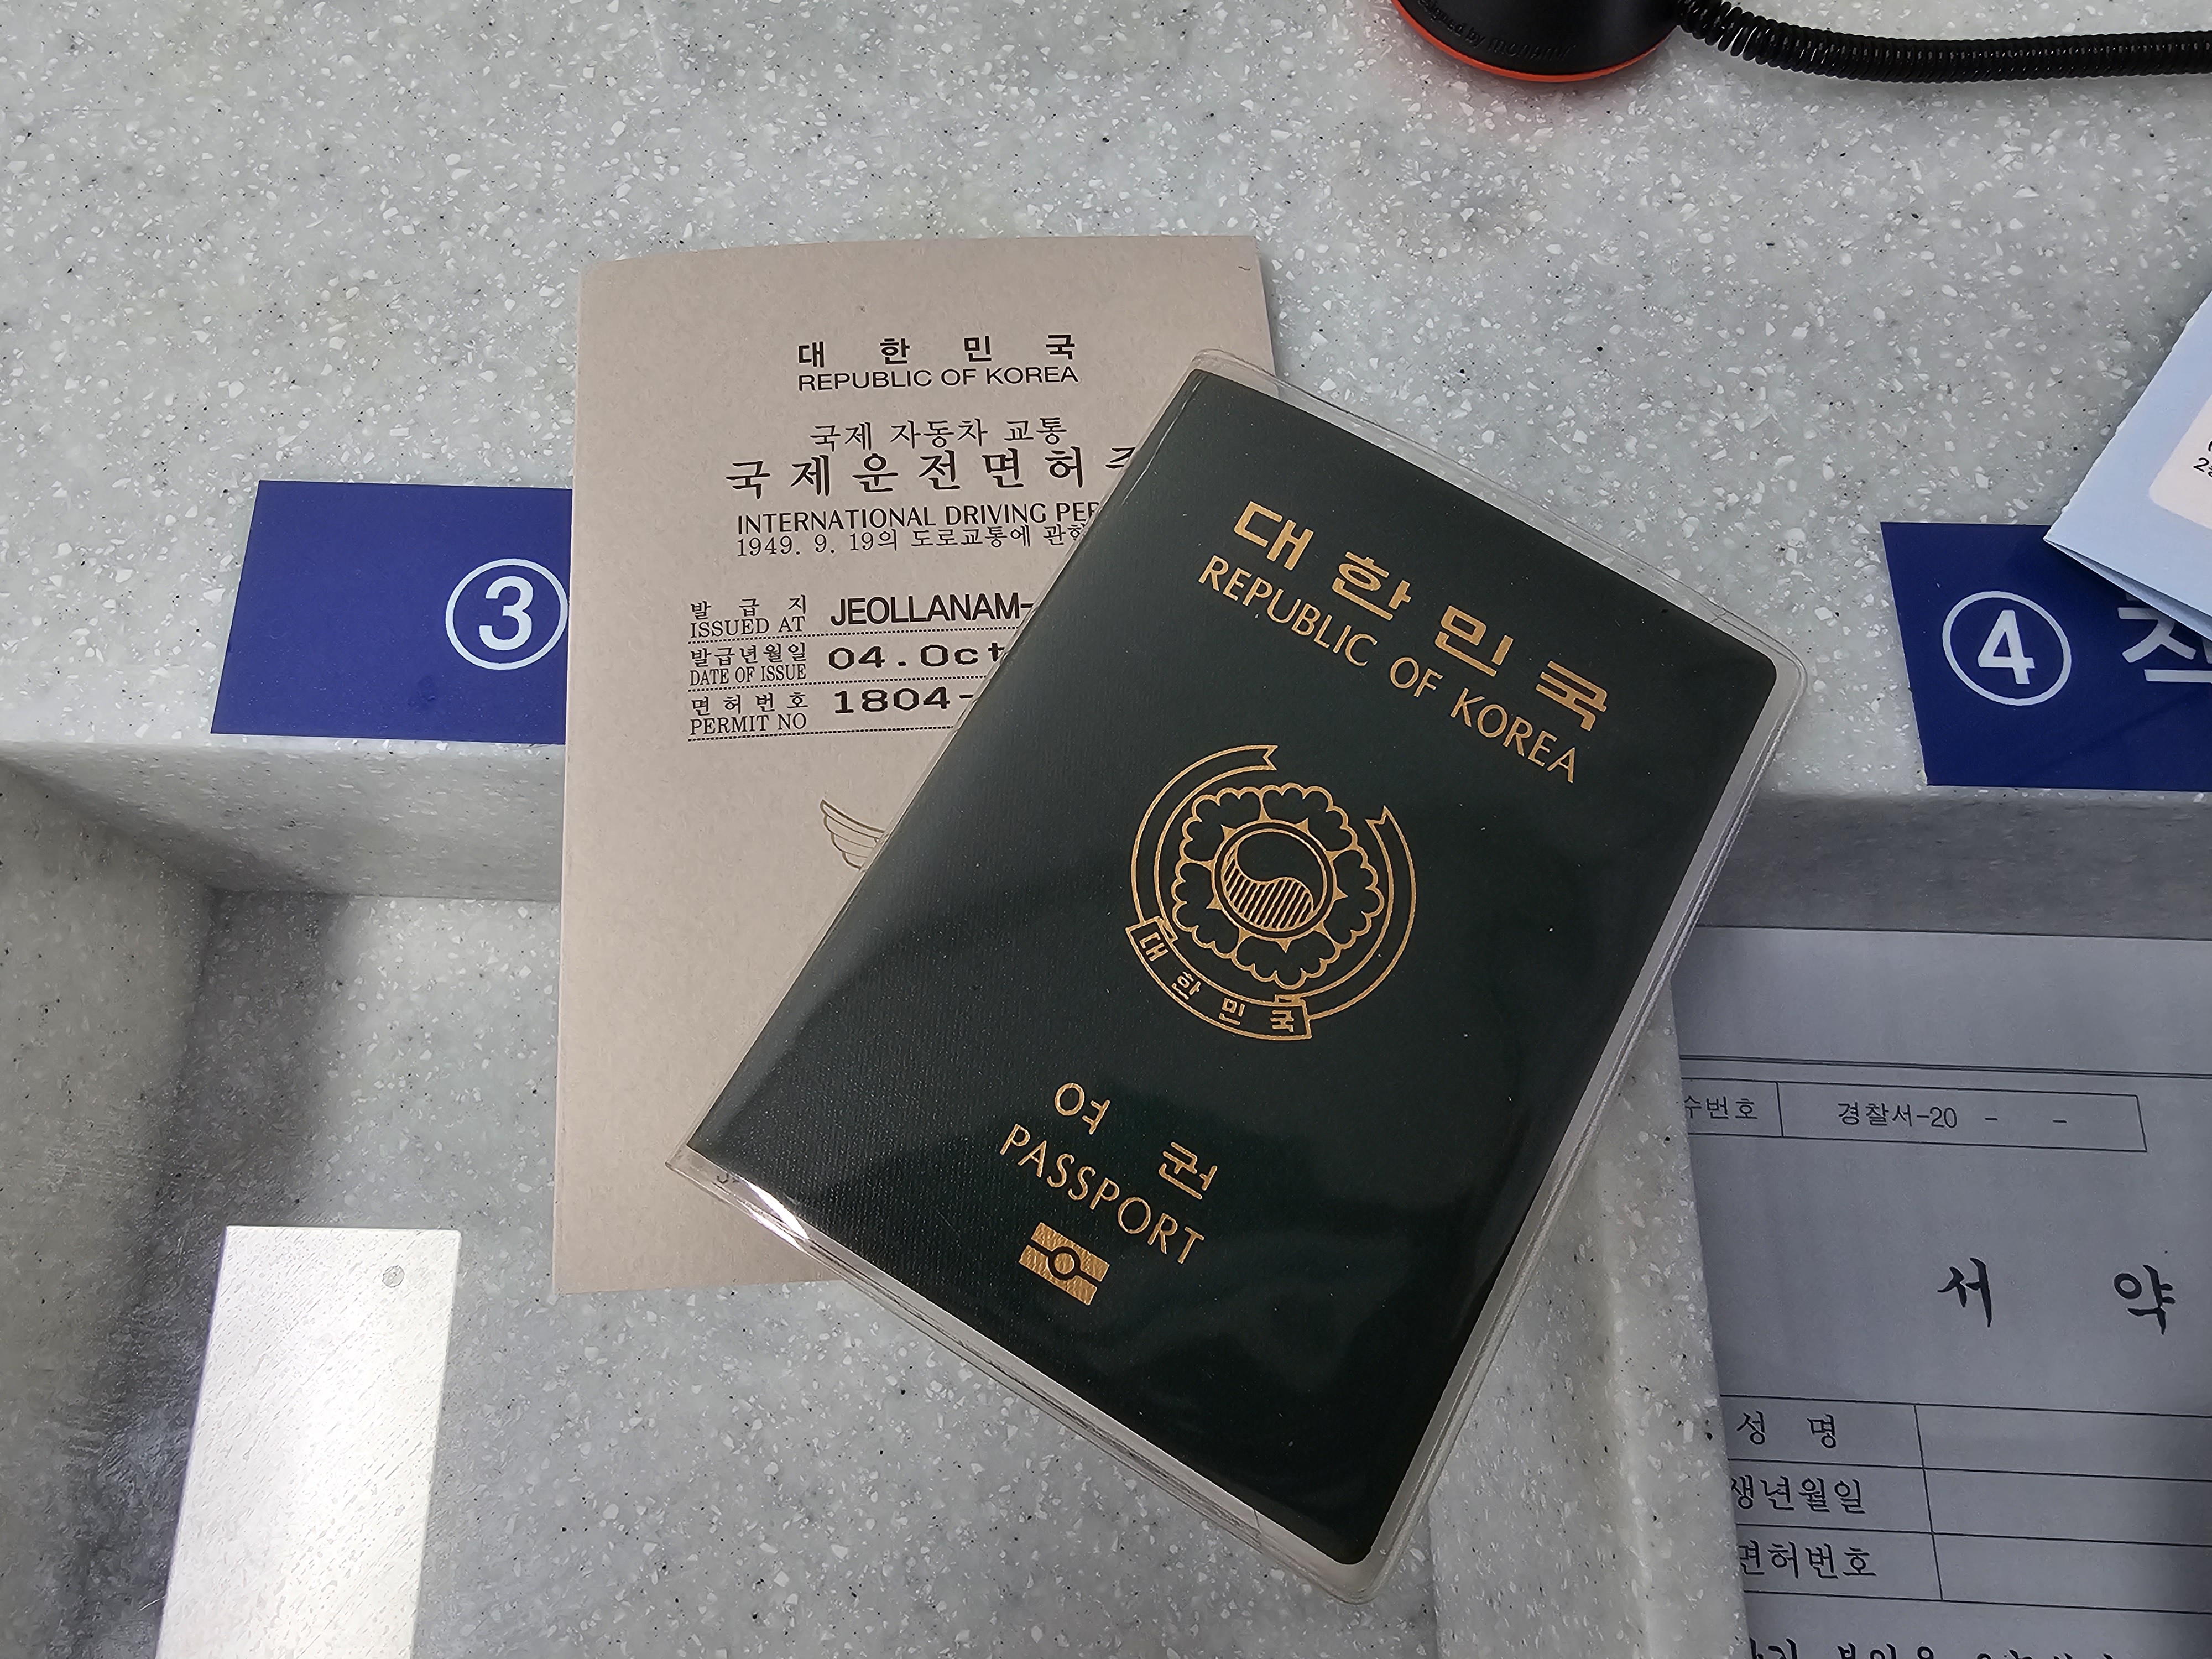 대 한 민 국
REPUBLIC OF KOREA
국제 자동차 교통
국제운전면허
INTERNATIONAL DRIVING PER
1949. 9. 19의 도로교통에 관한
발 급 지 JEOLLANAM-
ISSUED AT
발급년월일 04.Oct
DATE OF ISSUE
면 허 번 호 1804-
PERMIT NO
대 한 민 국
REPUBLIC OF KOREA
대 한 민 국
여 권
PASSPORT
③
④
수번호 경찰서-20 - -
서 약
성 명
생년월일
면허번호